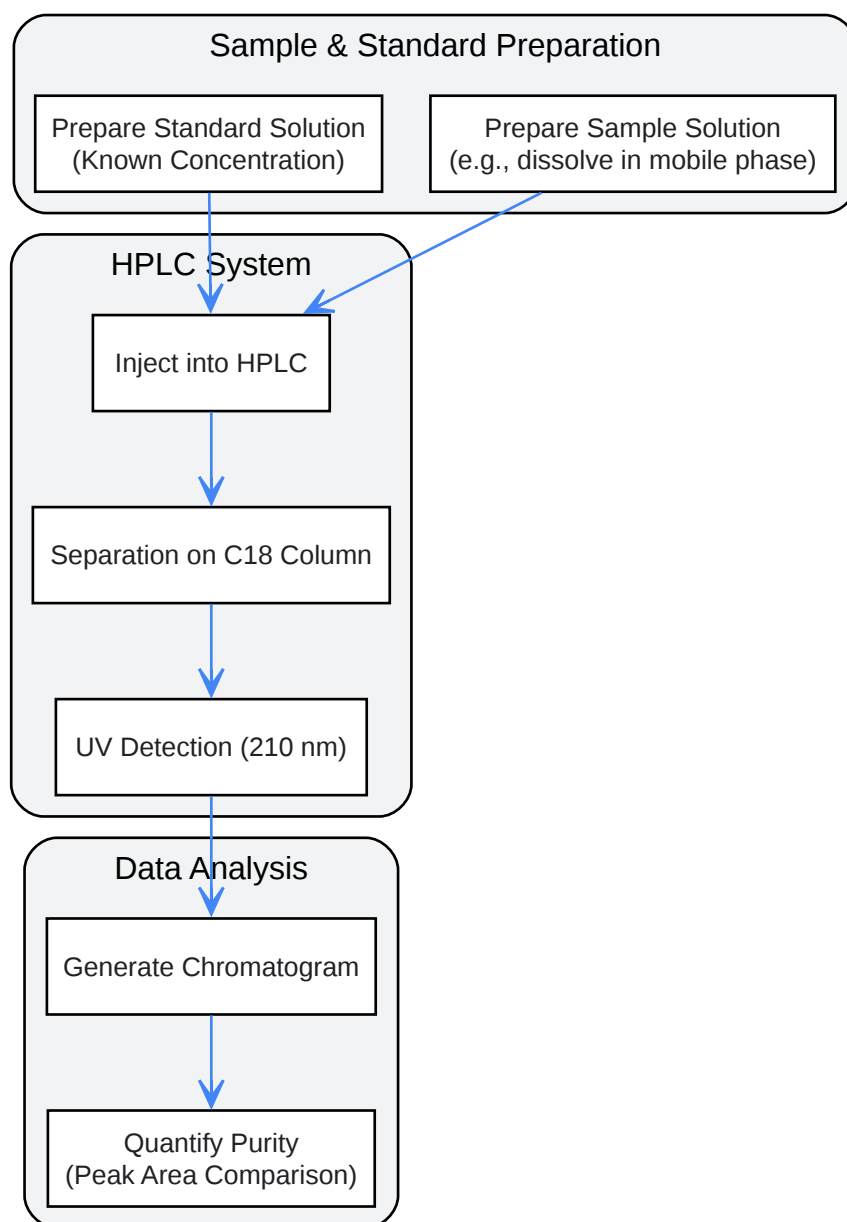 Sample & Standard Preparation
Prepare Standard Solution
(Known Concentration)
Prepare Sample Solution
(e.g., dissolve in mobile phase)
HPLC System
Inject into HPLC
Separation on C18 Column
UV Detection (210 nm)
Data Analysis
Generate Chromatogram
Quantify Purity
(Peak Area Comparison)